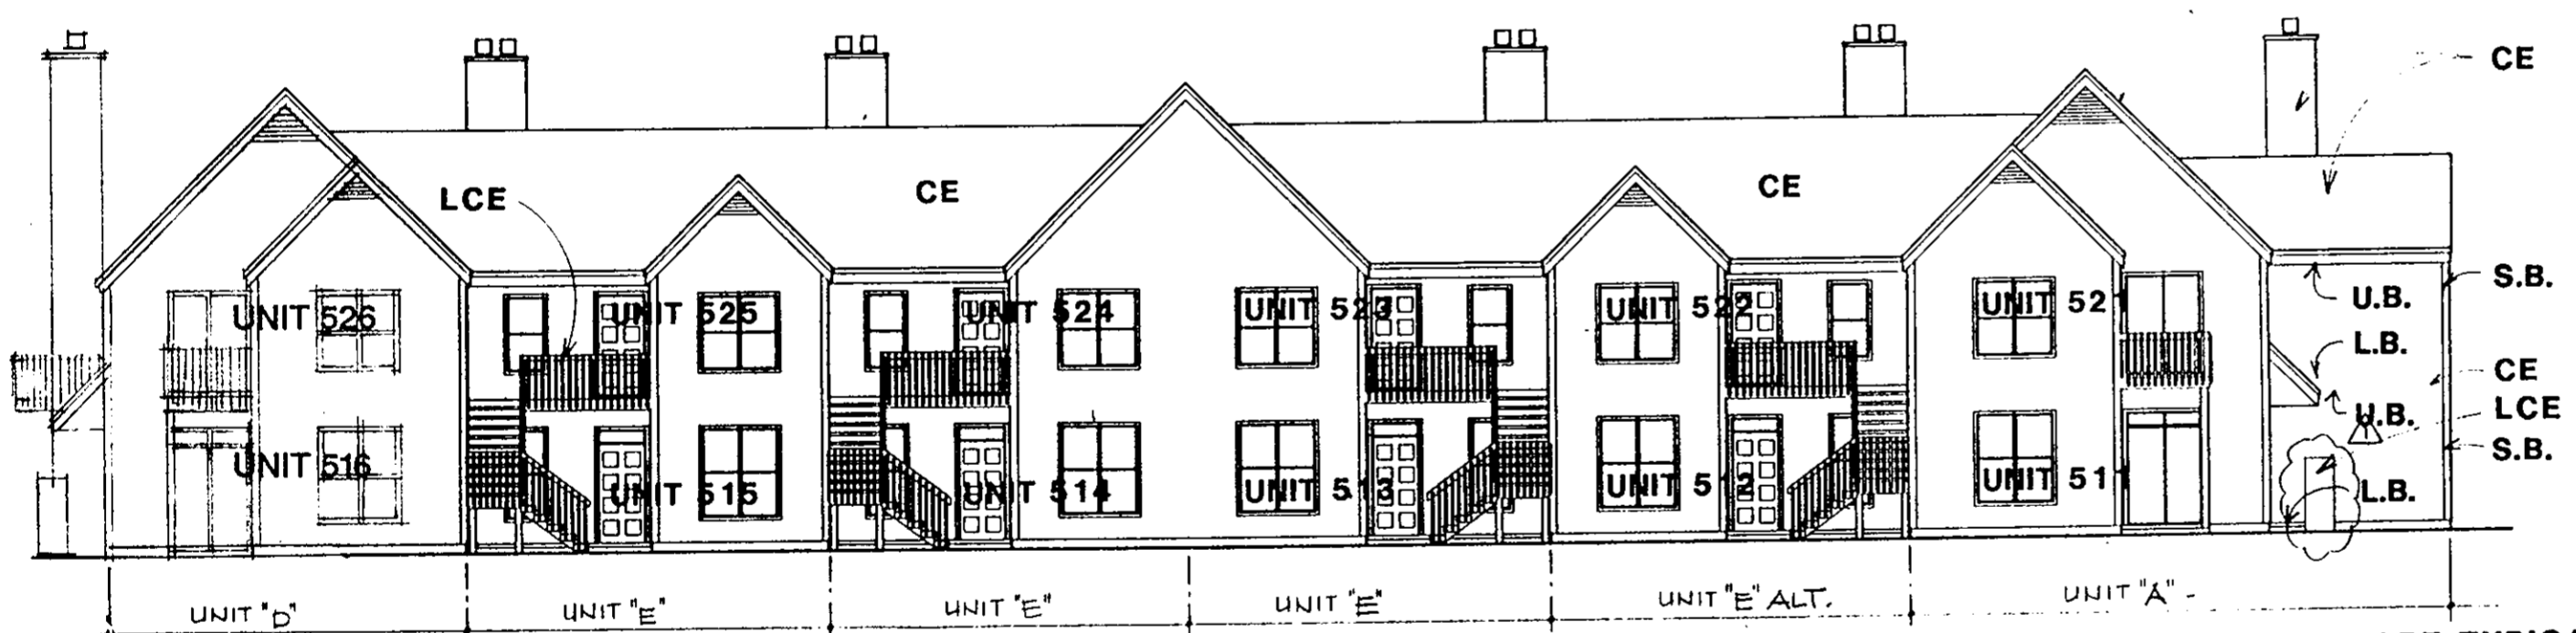 CE
LCE
CE
CE
S.B.
U.B.
L.B.
CE
U.B.
LCE
S.B.
L.B.
UNIT 526
UNIT 525
UNIT 524
UNIT 523
UNIT 522
UNIT 521
UNIT 516
UNIT 515
UNIT 514
UNIT 513
UNIT 512
UNIT 511
UNIT "D"
UNIT "E"
UNIT "E"
UNIT "E"
UNIT "E" ALT.
UNIT "A"